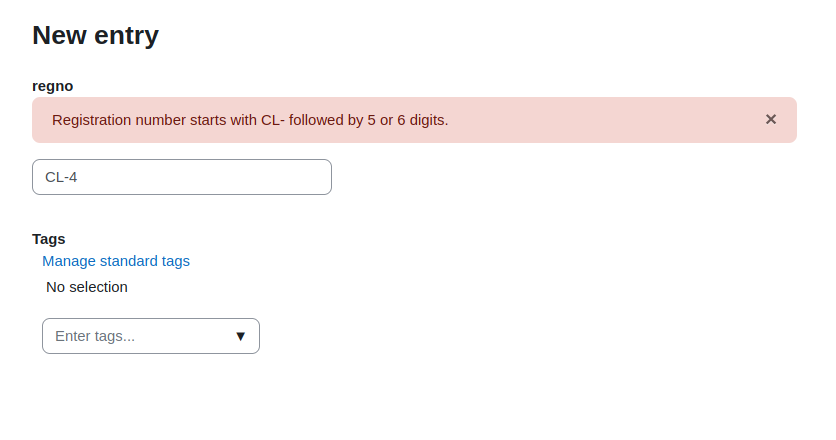 New entry
regno
Registration number starts with CL- followed by 5 or 6 digits.
CL-4
Tags
Manage standard tags
No selection
Enter tags...